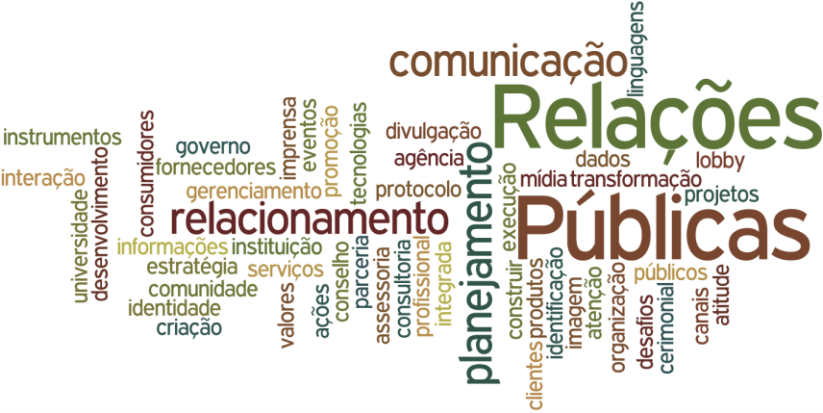 linguagens
comunicação
Relações
instrumentos
consumidores
governo
fornecedores
imprensa
eventos
promoção
tecnologias
divulgação
agência
dados
lobby
interação
desenvolvimento
universidade
gerenciamento
protocolo
planejamento
execução
mídia
transformação
projetos
relacionamento
Públicas
informações
instituição
estratégia
serviços
comunidade
identidade
criação
valores
ações
conselho
parceria
assessoria
consultoria
profissional
integrada
construir
produtos
clientes
identificação
imagem
atenção
organização
públicos
desafios
cerimonial
canais
atitude